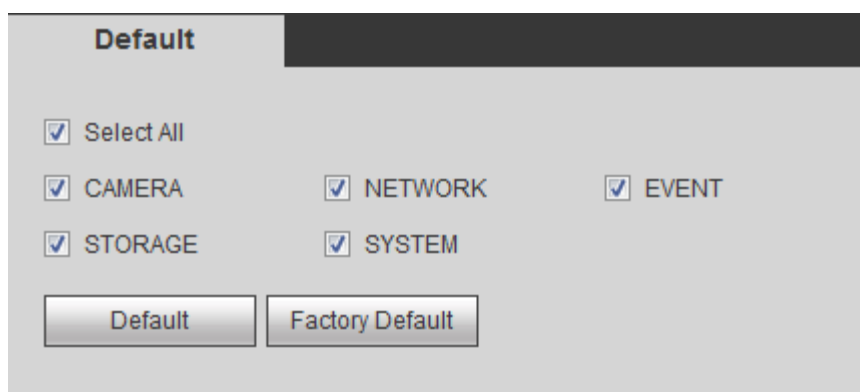 Default
Select All
CAMERA NETWORK EVENT
STORAGE SYSTEM
Default Factory Default